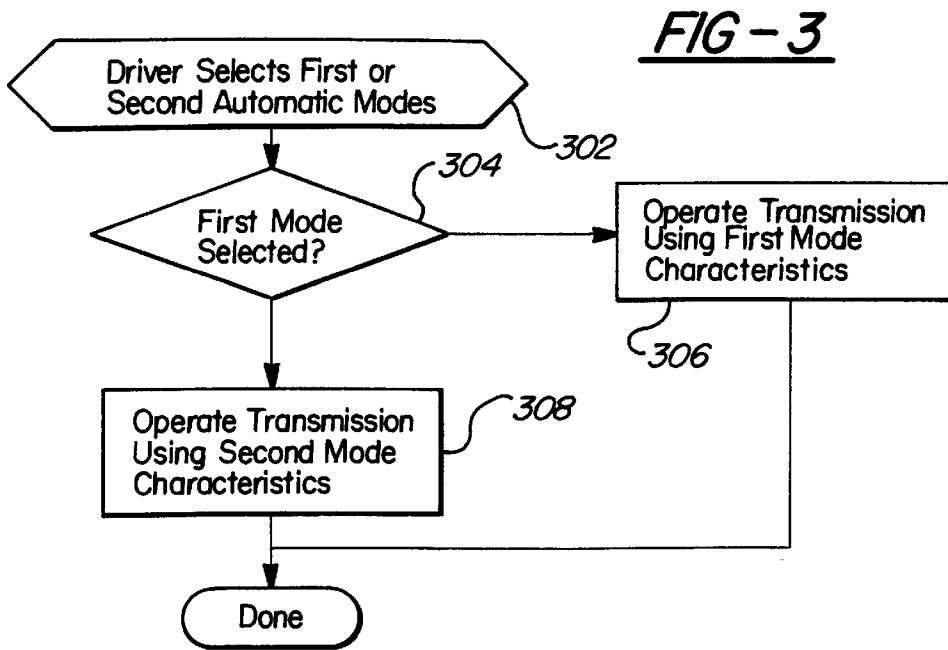 FIG-3
Driver Selects First or
Second Automatic Modes
302
304
First Mode
Selected?
Operate Transmission
Using First Mode
Characteristics
306
308
Operate Transmission
Using Second Mode
Characteristics
Done